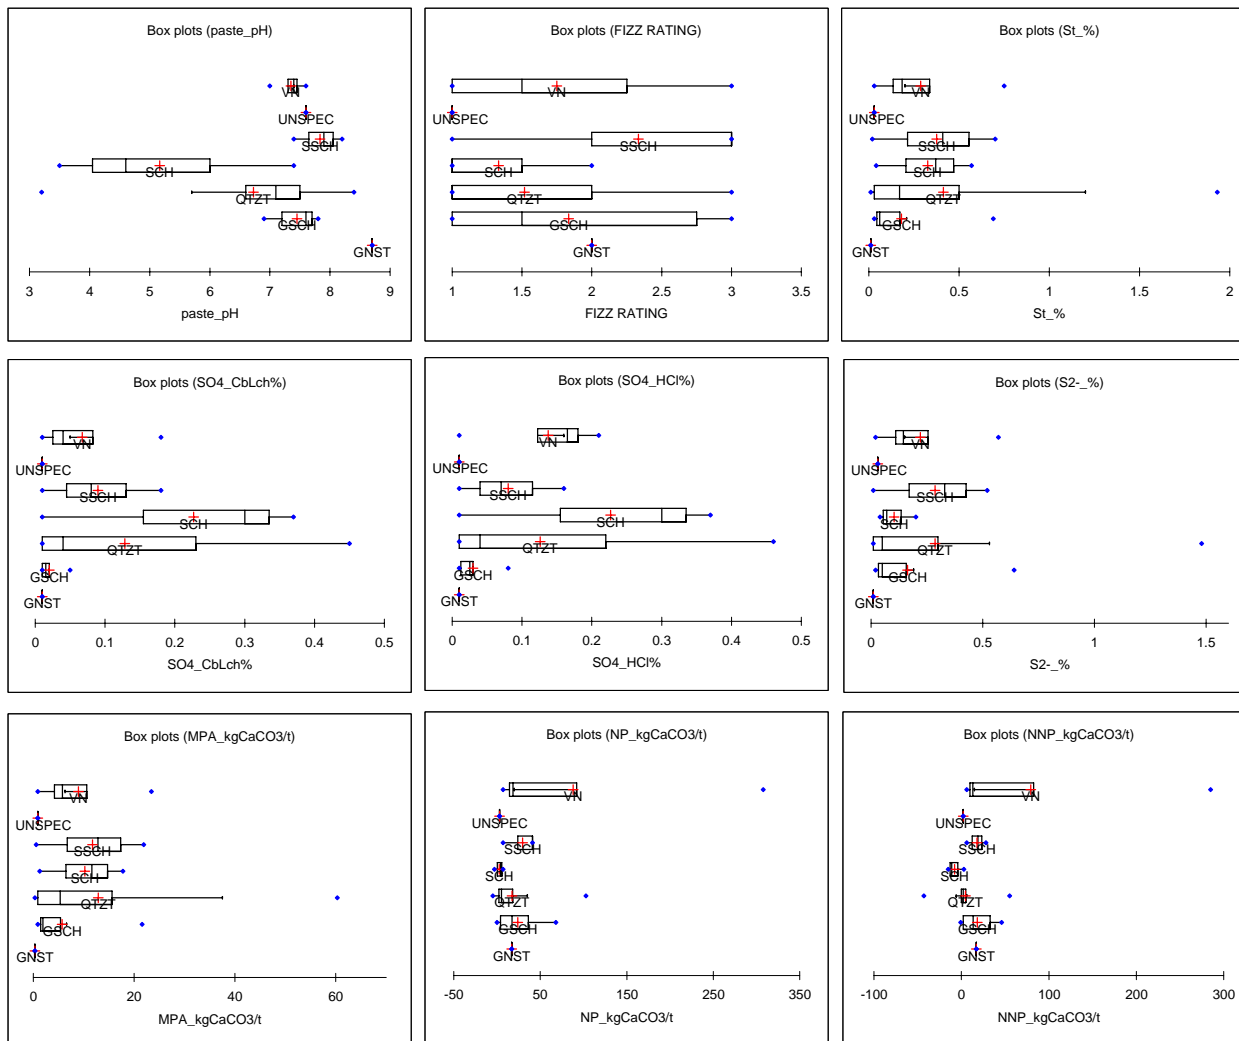 Box plots (paste_pH)
VN
UNSPEC
SSCH
SCH
QTZT
GSCH
GNST
3 4 5 6 7 8 9
paste_pH
Box plots (FIZZ RATING)
VN
UNSPEC
SSCH
SCH
QTZT
GSCH
GNST
1 1.5 2 2.5 3 3.5
FIZZ RATING
Box plots (St_%)
VN
UNSPEC
SSCH
SCH
QTZT
GSCH
GNST
0 0.5 1 1.5 2
St_%
Box plots (SO4_CbLch%)
VN
UNSPEC
SSCH
SCH
QTZT
GSCH
GNST
0 0.1 0.2 0.3 0.4 0.5
SO4_CbLch%
Box plots (SO4_HCl%)
VN
UNSPEC
SSCH
SCH
QTZT
GSCH
GNST
0 0.1 0.2 0.3 0.4 0.5
SO4_HCl%
Box plots (S2-_%)
VN
UNSPEC
SSCH
SCH
QTZT
GSCH
GNST
0 0.5 1 1.5
S2-_%
Box plots (MPA_kgCaCO3/t)
VN
UNSPEC
SSCH
SCH
QTZT
GSCH
GNST
0 20 40 60
MPA_kgCaCO3/t
Box plots (NP_kgCaCO3/t)
VN
UNSPEC
SSCH
SCH
QTZT
GSCH
GNST
-50 50 150 250 350
NP_kgCaCO3/t
Box plots (NNP_kgCaCO3/t)
VN
UNSPEC
SSCH
SCH
QTZT
GSCH
GNST
-100 0 100 200 300
NNP_kgCaCO3/t